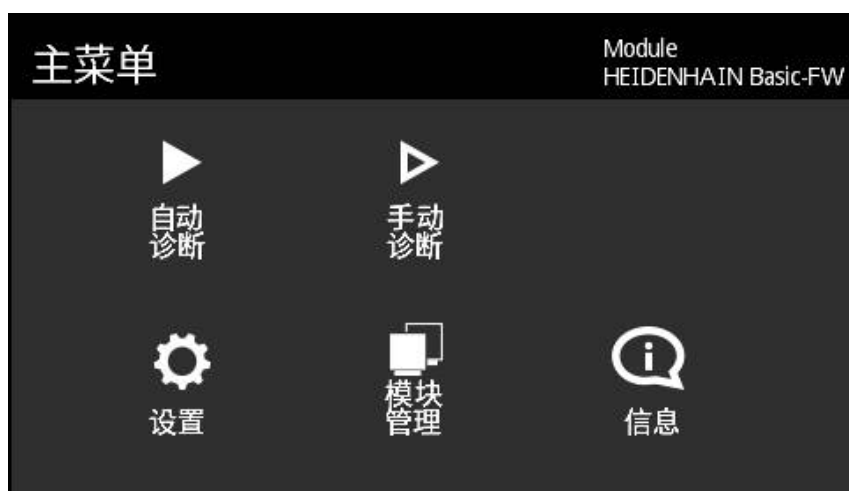 主菜单
Module
HEIDENHAIN Basic-FW
自动
诊断
手动
诊断
设置
模块
管理
信息